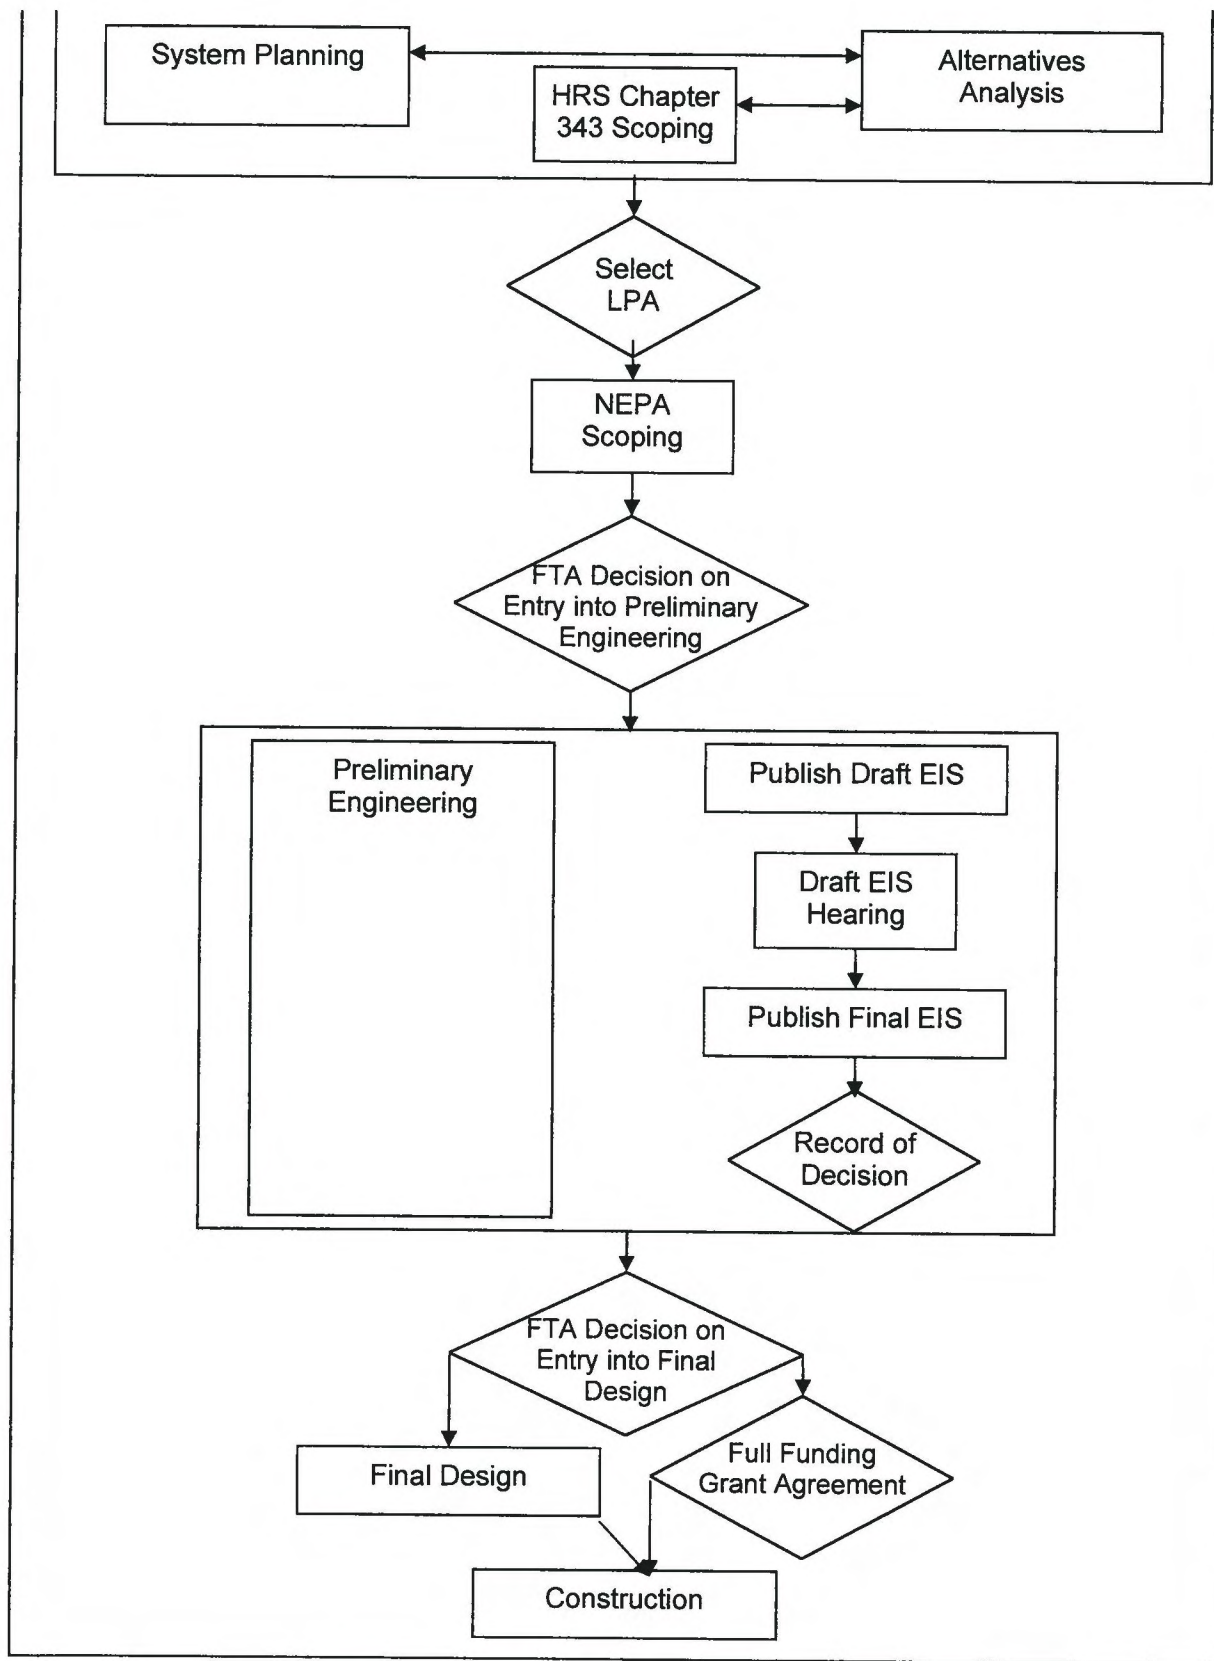 System Planning
Alternatives
Analysis
HRS Chapter
343 Scoping
Select
LPA
NEPA
Scoping
FTA Decision on
Entry into Preliminary
Engineering
Preliminary
Engineering
Publish Draft EIS
Draft EIS
Hearing
Publish Final EIS
Record of
Decision
FTA Decision on
Entry into Final
Design
Final Design
Full Funding
Grant Agreement
Construction